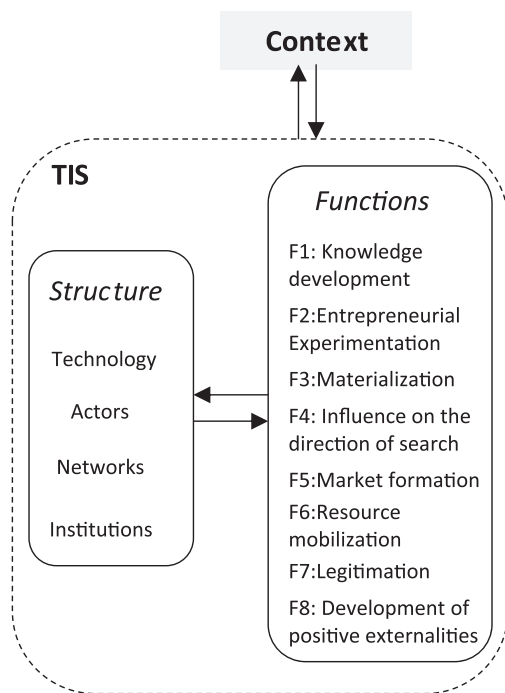 Context
TIS
Structure
Technology
Actors
Networks
Institutions
Functions
F1: Knowledge
development
F2:Entrepreneurial
Experimentation
F3:Materialization
F4: Influence on the
direction of search
F5:Market formation
F6:Resource
mobilization
F7:Legitimation
F8: Development of
positive externalities